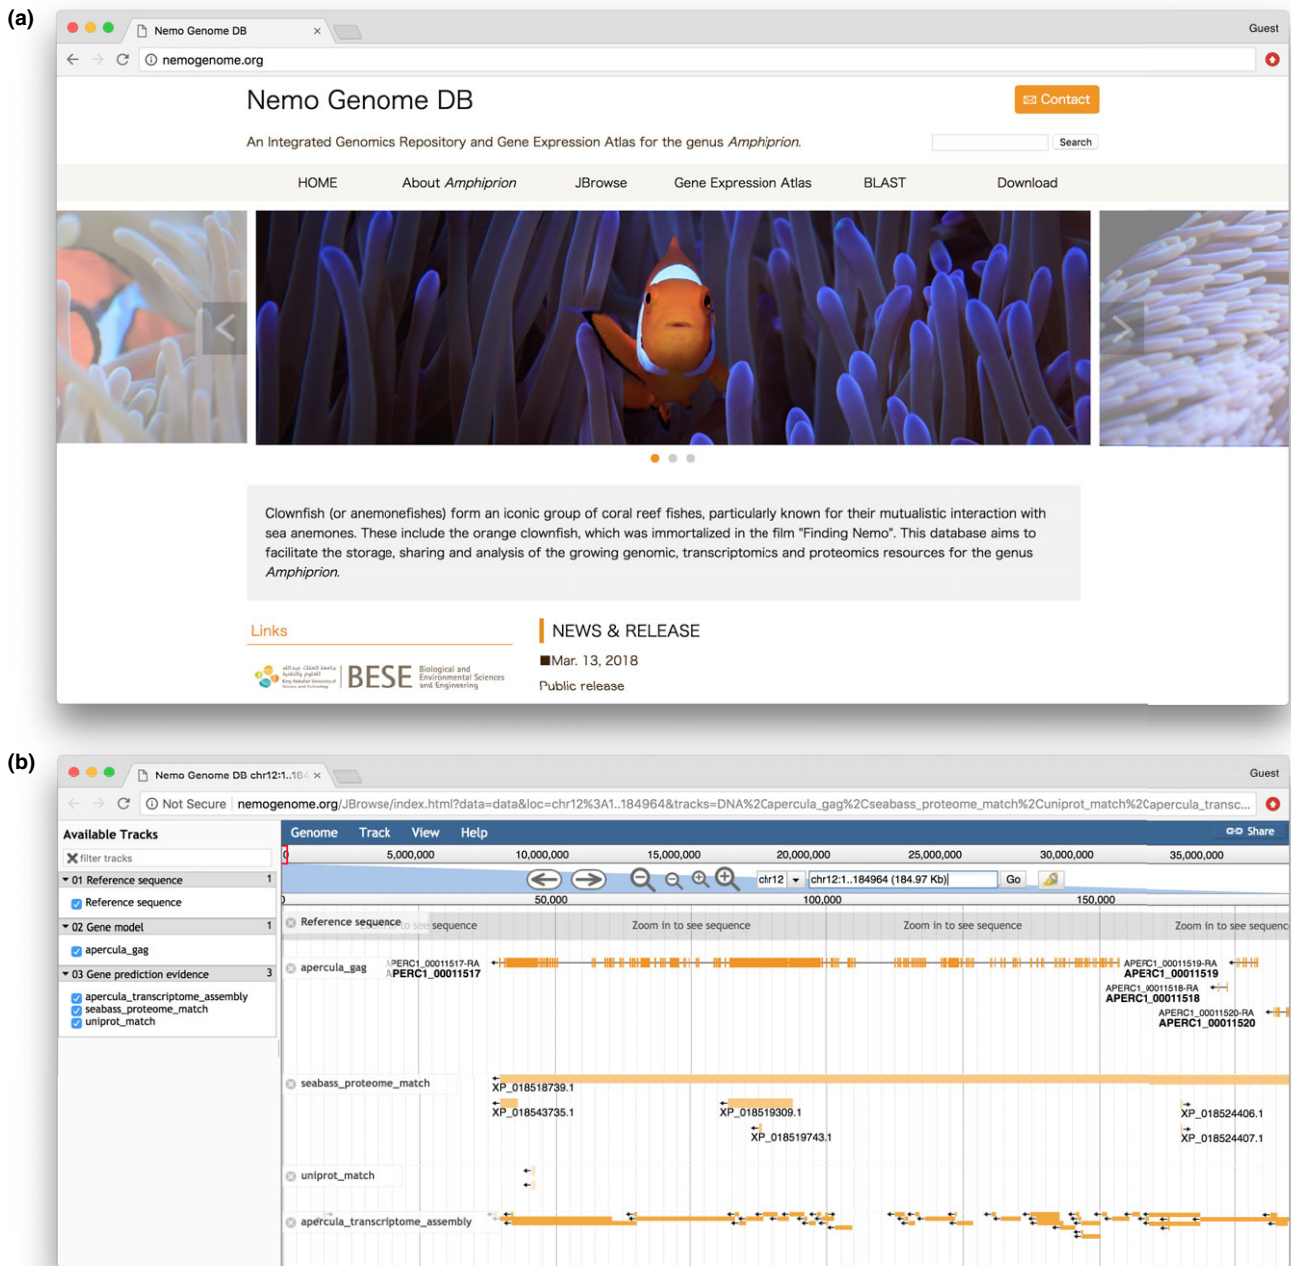 (a)
Nemo Genome DB
Guest
nemogenome.org
Nemo Genome DB
Contact
An Integrated Genomics Repository and Gene Expression Atlas for the genus Amphiprion.
Search
HOME About Amphiprion JBrowse Gene Expression Atlas BLAST Download
Clownfish (or anemonefishes) form an iconic group of coral reef fishes, particularly known for their mutualistic interaction with
sea anemones. These include the orange clownfish, which was immortalized in the film "Finding Nemo". This database aims to
facilitate the storage, sharing and analysis of the growing genomic, transcriptomics and proteomics resources for the genus
Amphiprion.
Links
NEWS & RELEASE
■Mar. 13, 2018
Public release
BESE
Biological and
Environmental Sciences
and Engineering
(b)
Nemo Genome DB chr12:1..184
Guest
Not Secure nemogenome.org/JBrowse/index.html?data=data&loc=chr12%3A1..184964&tracks=DNA%2Capercula_gag%2Cseabass_proteome_match%2Cuniprot_match%2Capercula_transc...
Available Tracks
filter tracks
01 Reference sequence 1
Reference sequence
02 Gene model 1
apercula_gag
03 Gene prediction evidence 3
apercula_transcriptome_assembly
seabass_proteome_match
uniprot_match
Genome Track View Help Share
0 5,000,000 10,000,000 15,000,000 20,000,000 25,000,000 30,000,000 35,000,000
chr12 chr12:1..184964 (184.97 Kb) Go
50,000 100,000 150,000
Reference sequence
sequence Zoom in to see sequence Zoom in to see sequence Zoom in to see sequenc
apercula_gag
APERC1_00011517-RA
APERC1_00011517
APERC1_00011519-RA
APERC1_00011519
APERC1_00011518-RA
APERC1_00011518
APERC1_00011520-RA
APERC1_00011520
seabass_proteome_match
XP_018518739.1
XP_018543735.1 XP_018519309.1 XP_018524406.1
XP_018519743.1 XP_018524407.1
uniprot_match
apercula_transcriptome_assembly